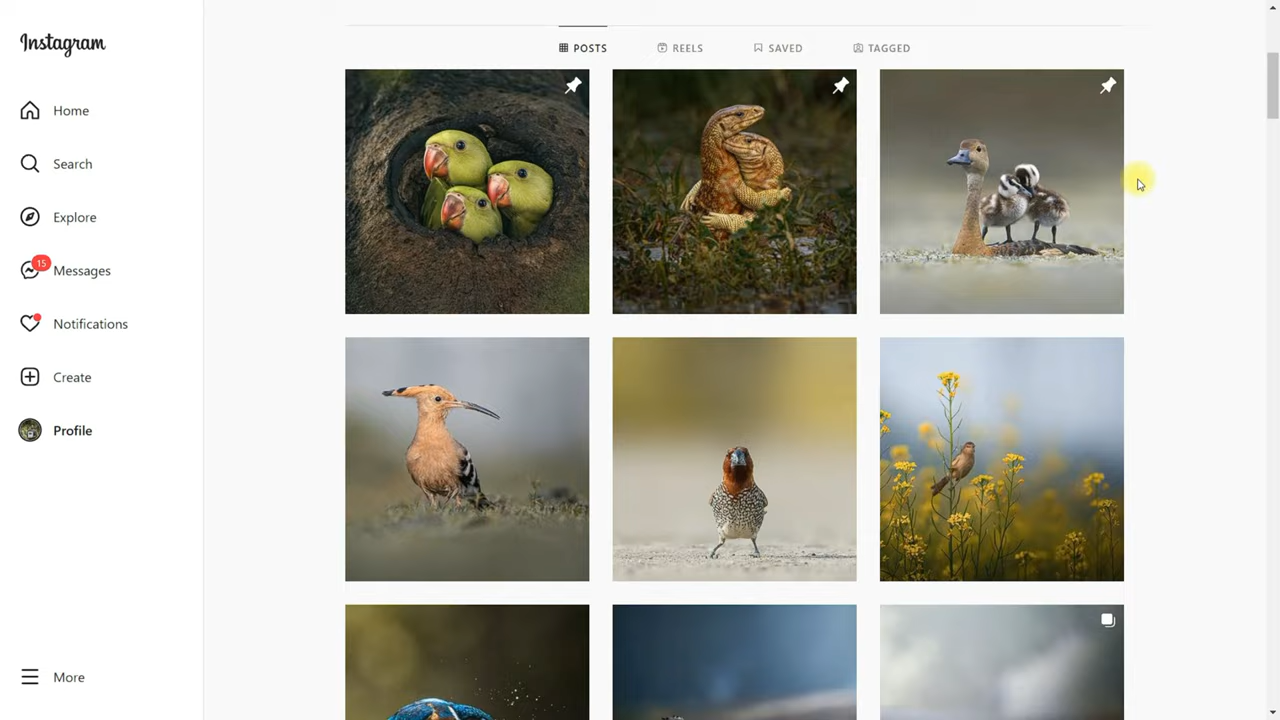 Instagram
Home
Search
Explore
15
Messages
Notifications
Create
Profile
More
POSTS
REELS
SAVED
TAGGED